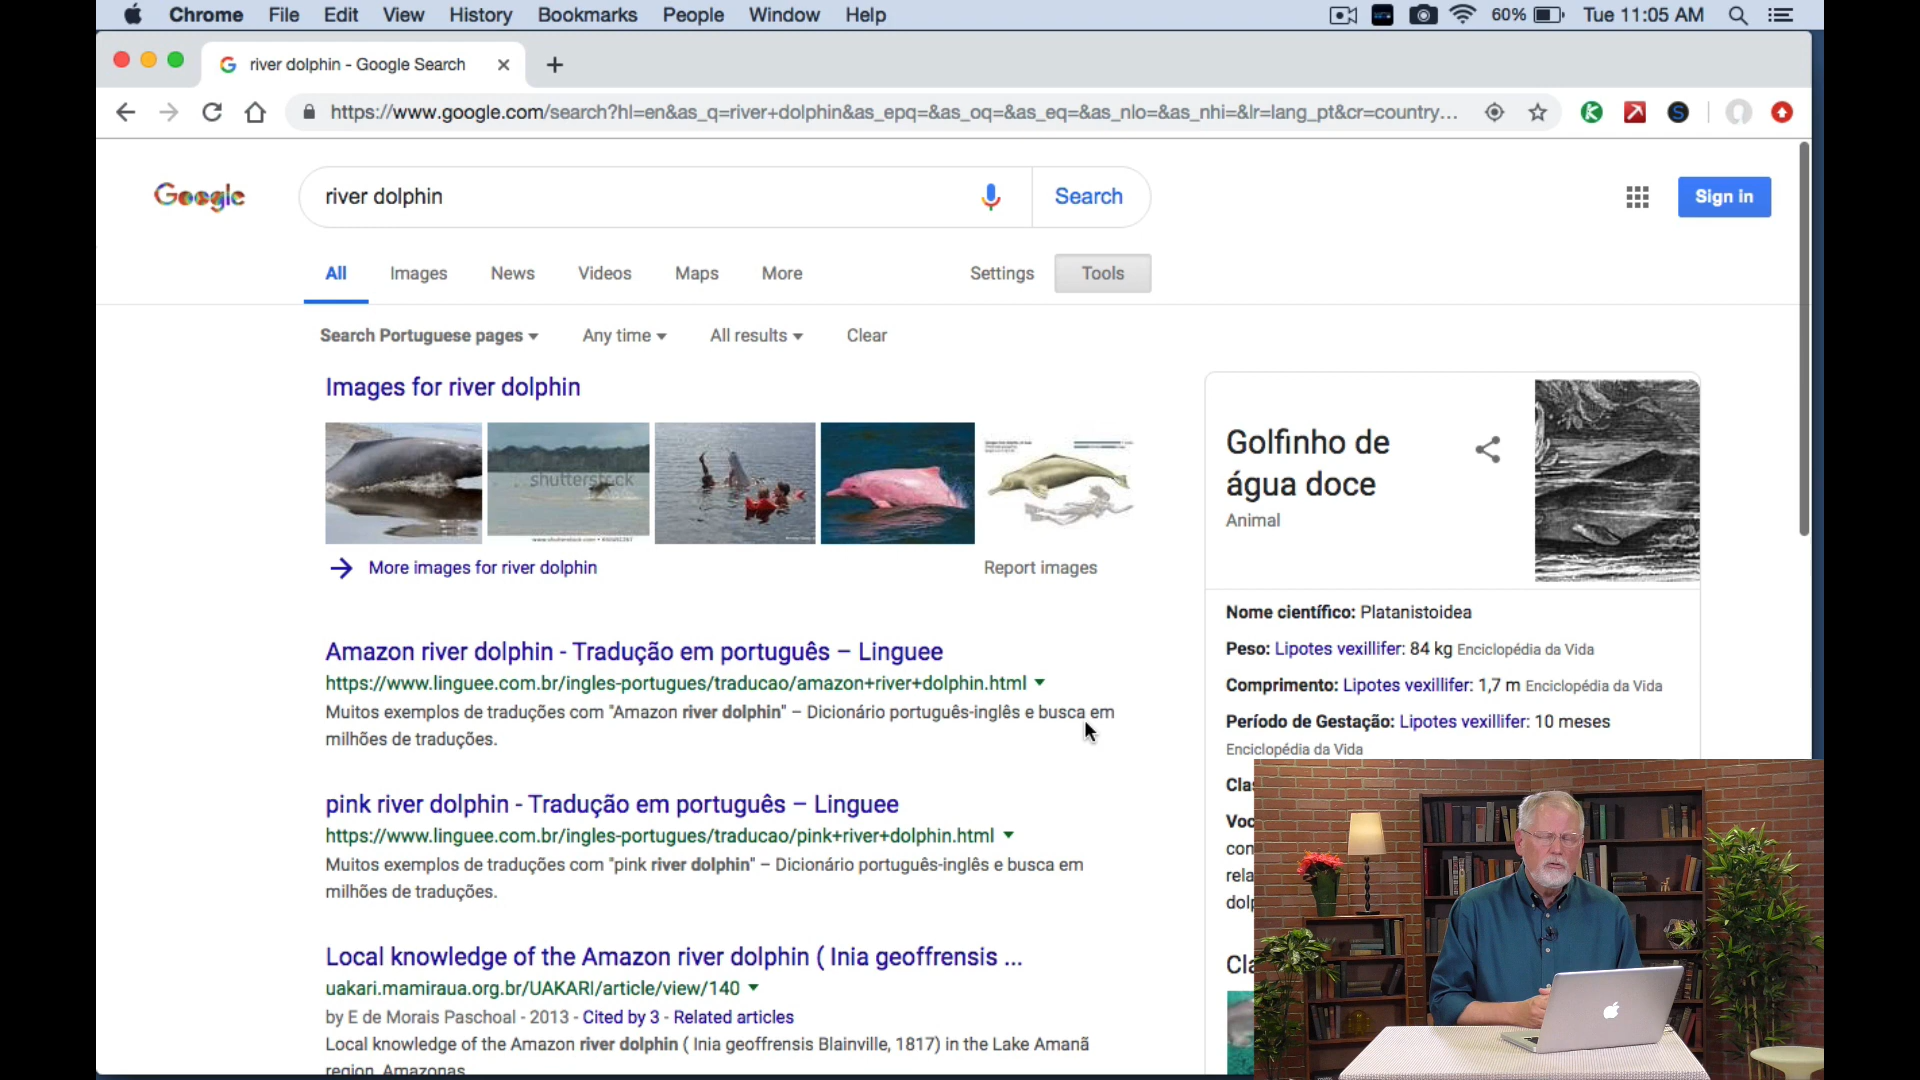 Chrome File Edit View History Bookmarks People Window Help 60% Tue 11:05 AM
river dolphin - Google Search
https://www.google.com/search?hl=en&as_q=river+dolphin&as_epq=&as_oq=&as_eq=&as_nlo=&as_nhi=&lr=lang_pt&cr=country...
Google river dolphin Search Sign in
All Images News Videos Maps More Settings Tools
Search Portuguese pages Any time All results Clear
Images for river dolphin
shutterstock
More images for river dolphin Report images
Amazon river dolphin - Tradução em português – Linguee
https://www.linguee.com.br/ingles-portugues/traducao/amazon+river+dolphin.html
Muitos exemplos de traduções com "Amazon river dolphin" – Dicionário português-inglês e busca em
milhões de traduções.
pink river dolphin - Tradução em português – Linguee
https://www.linguee.com.br/ingles-portugues/traducao/pink+river+dolphin.html
Muitos exemplos de traduções com "pink river dolphin" – Dicionário português-inglês e busca em
milhões de traduções.
Local knowledge of the Amazon river dolphin ( Inia geoffrensis ...
uakari.mamiraua.org.br/UAKARI/article/view/140
by E de Morais Paschoal - 2013 - Cited by 3 - Related articles
Local knowledge of the Amazon river dolphin ( Inia geoffrensis Blainville, 1817) in the Lake Amanã
region, Amazonas
Golfinho de
água doce
Animal
Nome científico: Platanistoidea
Peso: Lipotes vexillifer: 84 kg Enciclopédia da Vida
Comprimento: Lipotes vexillifer: 1,7 m Enciclopédia da Vida
Período de Gestação: Lipotes vexillifer: 10 meses
Enciclopédia da Vida
Clas
Voc
con
rela
dolp
Cla